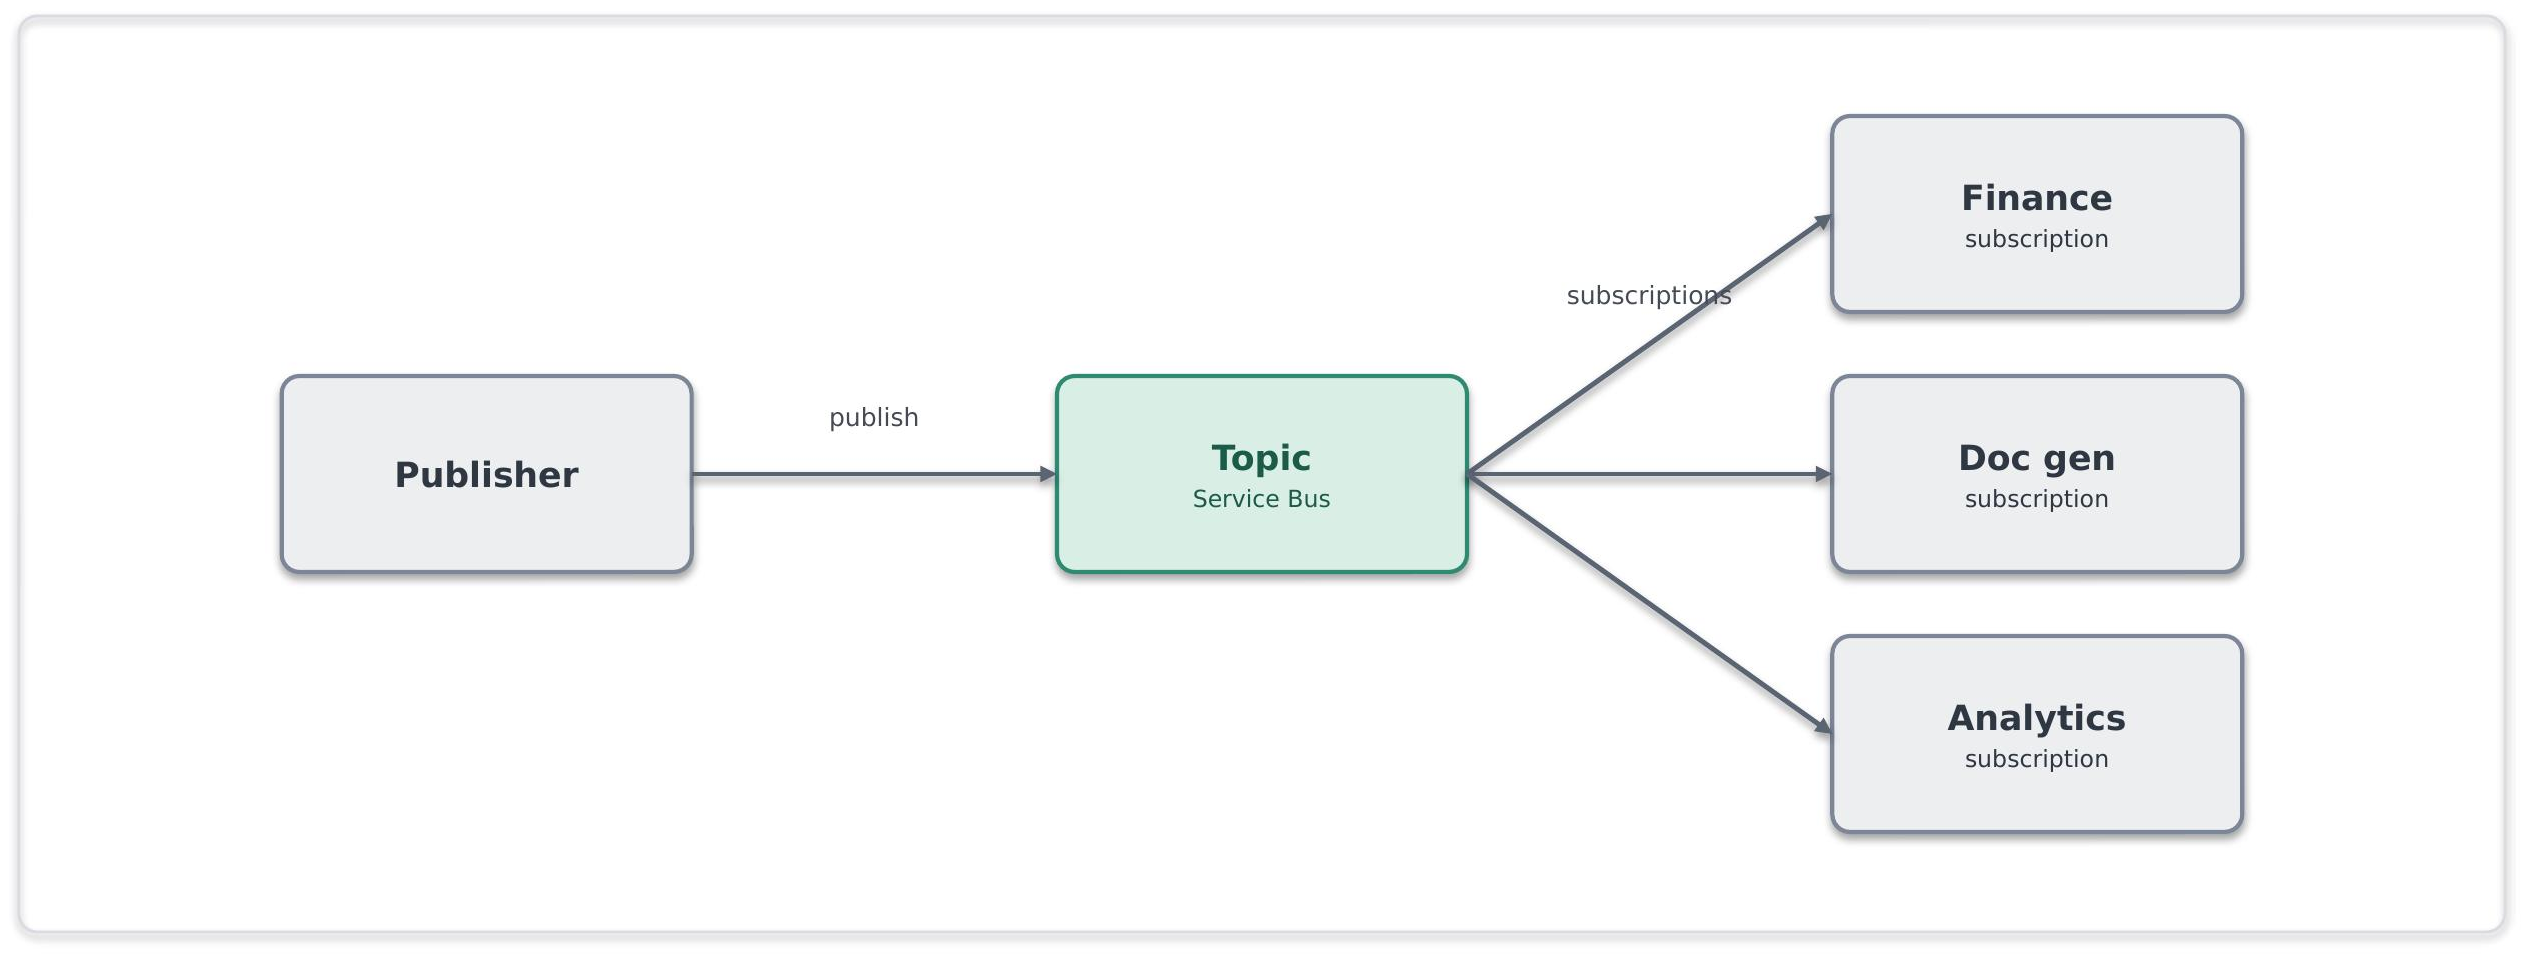 Publisher
publish
Topic
Service Bus
subscriptions
Finance
subscription
Doc gen
subscription
Analytics
subscription